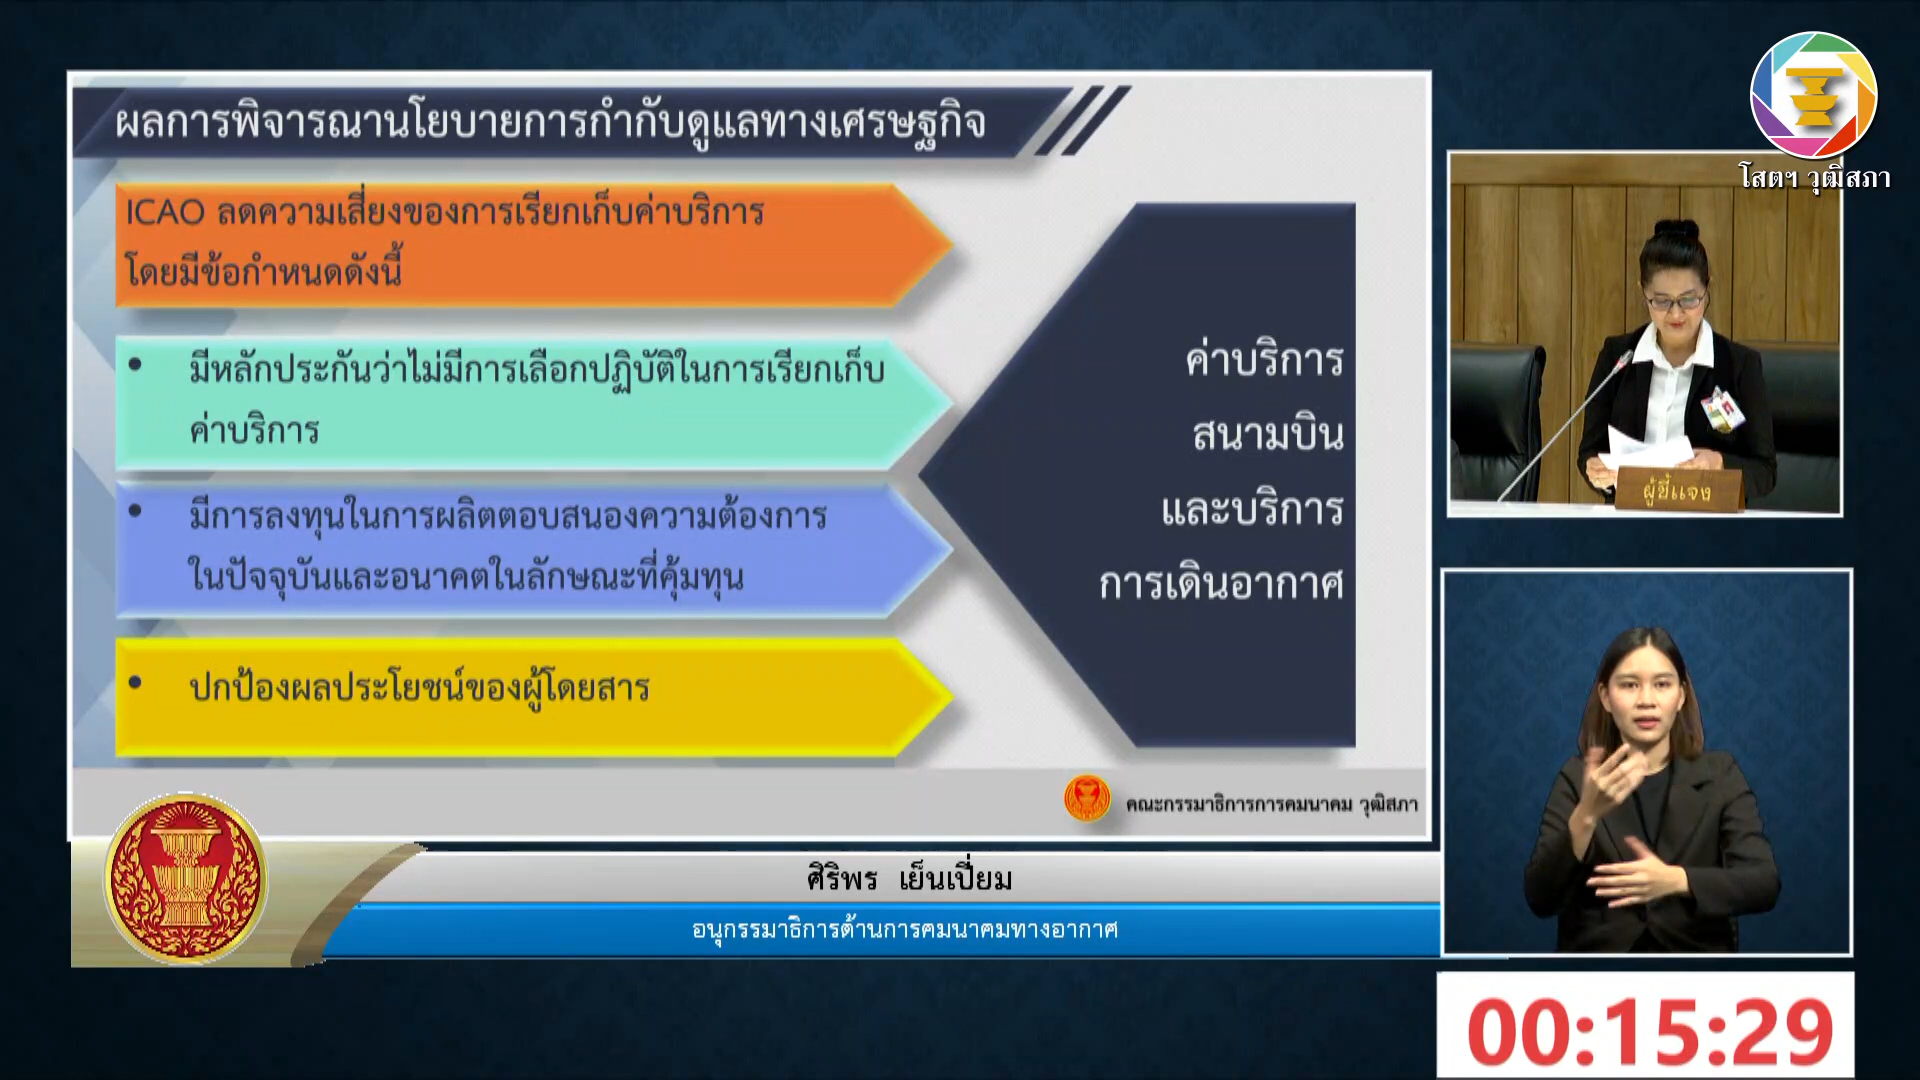 ผลการพิจารณานโยบายการกำกับดูแลทางเศรษฐกิจ
ICAO ลดความเสี่ยงของการเรียกเก็บค่าบริการ
โดยมีข้อกำหนดดังนี้
• มีหลักประกันว่าไม่มีการเลือกปฏิบัติในการเรียกเก็บ
ค่าบริการ
• มีการลงทุนในการผลิตตอบสนองความต้องการ
ในปัจจุบันและอนาคตในลักษณะที่คุ้มทุน
• ปกป้องผลประโยชน์ของผู้โดยสาร
ค่าบริการ
สนามบิน
และบริการ
การเดินอากาศ
คณะกรรมาธิการการคมนาคม วุฒิสภา
โสตฯ วุฒิสภา
ผู้ชี้แจง
ศิริพร เย็นเปี่ยม
อนุกรรมาธิการด้านการคมนาคมทางอากาศ
00:15:29